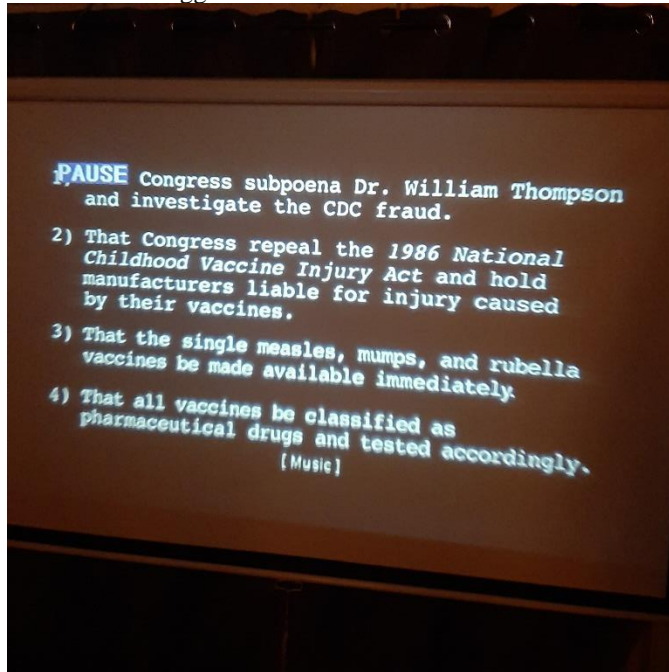 PAUSE Congress subpoena Dr. William Thompson
and investigate the CDC fraud.
2) That Congress repeal the 1986 National
Childhood Vaccine Injury Act and hold
manufacturers liable for injury caused
by their vaccines.
3) That the single measles, mumps, and rubella
vaccines be made available immediately.
4) That all vaccines be classified as
pharmaceutical drugs and tested accordingly.
[Music]